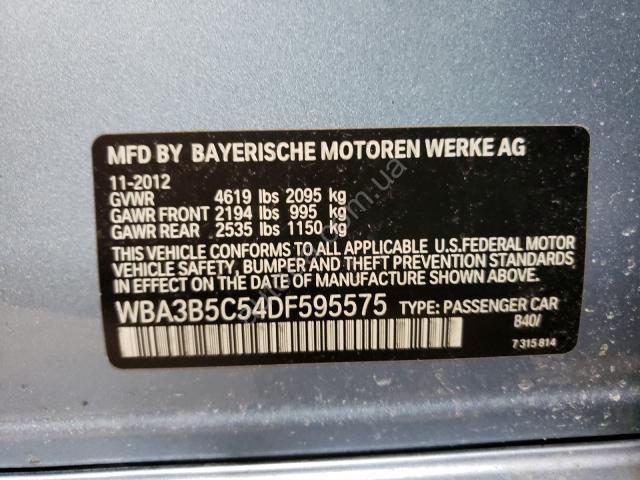 MFD BY BAYERISCHE MOTOREN WERKE AG
11-2012
GVWR 4619 lbs 2095 kg
GAWR FRONT 2194 lbs 995 kg
GAWR REAR 2535 lbs 1150 kg
THIS VEHICLE CONFORMS TO ALL APPLICABLE U.S.FEDERAL MOTOR
VEHICLE SAFETY, BUMPER AND THEFT PREVENTION STANDARDS
IN EFFECT ON THE DATE OF MANUFACTURE SHOWN ABOVE.
WBA3B5C54DF595575 TYPE: PASSENGER CAR
B40/
7 315 814